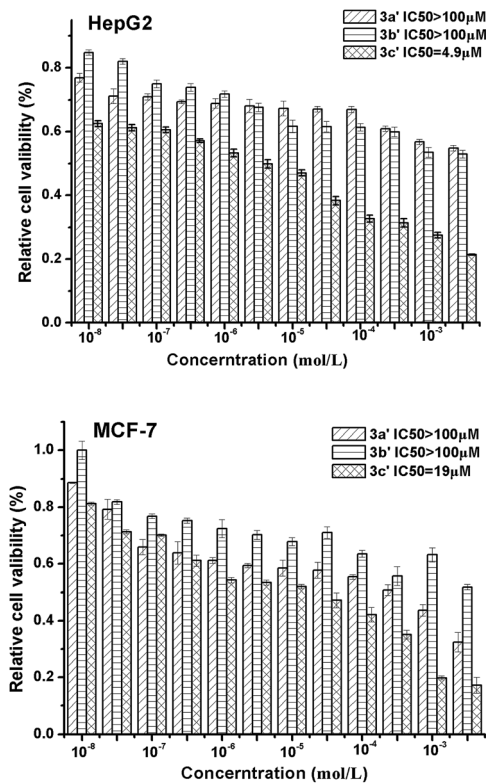 HepG2
3a' IC50>100μM
3b' IC50>100μM
3c' IC50=4.9μM
Relative cell valibility (%)
0.8
0.6
0.4
0.2
0.0
10⁻⁸ 10⁻⁷ 10⁻⁶ 10⁻⁵ 10⁻⁴ 10⁻³
Concerntration (mol/L)
MCF-7
3a' IC50>100μM
3b' IC50>100μM
3c' IC50=19μM
Relative cell valibility (%)
1.0
0.8
0.6
0.4
0.2
0.0
10⁻⁸ 10⁻⁷ 10⁻⁶ 10⁻⁵ 10⁻⁴ 10⁻³
Concerntration (mol/L)